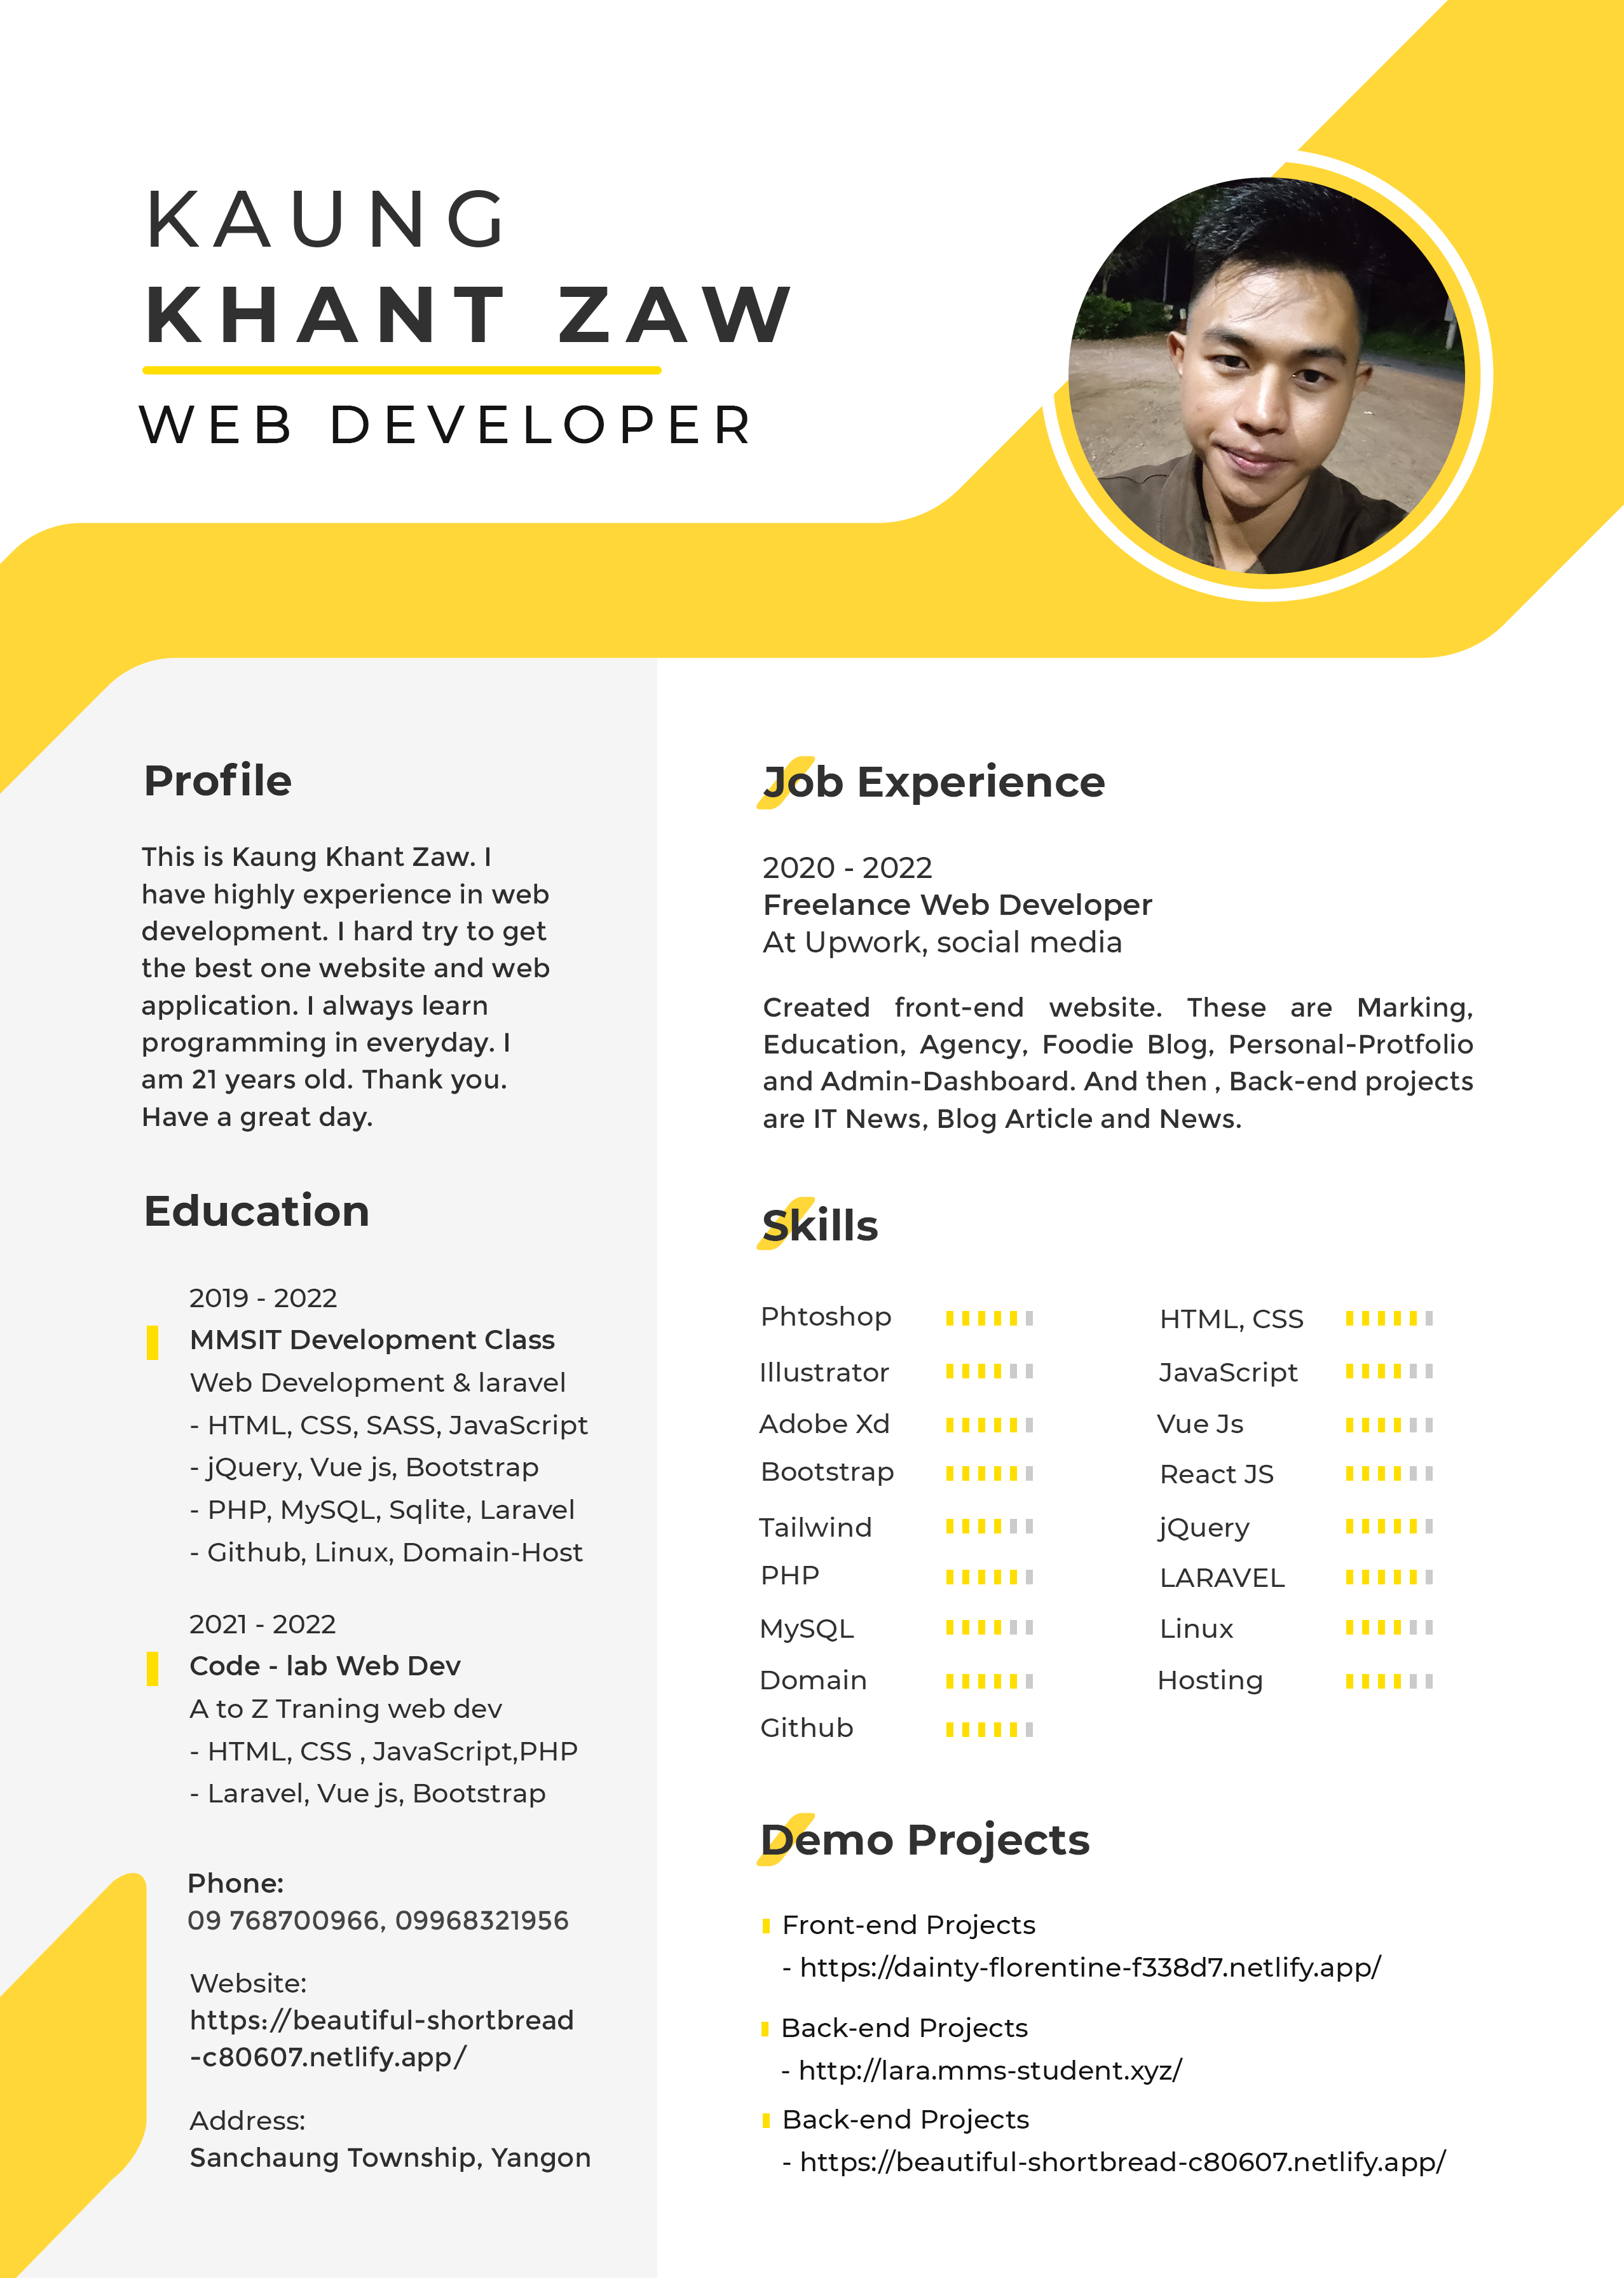 KAUNG
KHANT ZAW
WEB DEVELOPER
Profile
This is Kaung Khant Zaw. I
have highly experience in web
development. I hard try to get
the best one website and web
application. I always learn
programming in everyday. I
am 21 years old. Thank you.
Have a great day.
Education
2019 - 2022
MMSIT Development Class
Web Development & laravel
- HTML, CSS, SASS, JavaScript
- jQuery, Vue js, Bootstrap
- PHP, MySQL, Sqlite, Laravel
- Github, Linux, Domain-Host
2021 - 2022
Code - lab Web Dev
A to Z Traning web dev
- HTML, CSS , JavaScript,PHP
- Laravel, Vue js, Bootstrap
Phone:
09 768700966, 09968321956
Website:
https://beautiful-shortbread
-c80607.netlify.app/
Address:
Sanchaung Township, Yangon
Job Experience
2020 - 2022
Freelance Web Developer
At Upwork, social media
Created front-end website. These are Marking,
Education, Agency, Foodie Blog, Personal-Protfolio
and Admin-Dashboard. And then , Back-end projects
are IT News, Blog Article and News.
Skills
Phtoshop
Illustrator
Adobe Xd
Bootstrap
Tailwind
PHP
MySQL
Domain
Github
HTML, CSS
JavaScript
Vue Js
React JS
jQuery
LARAVEL
Linux
Hosting
Demo Projects
Front-end Projects
- https://dainty-florentine-f338d7.netlify.app/
Back-end Projects
- http://lara.mms-student.xyz/
Back-end Projects
- https://beautiful-shortbread-c80607.netlify.app/